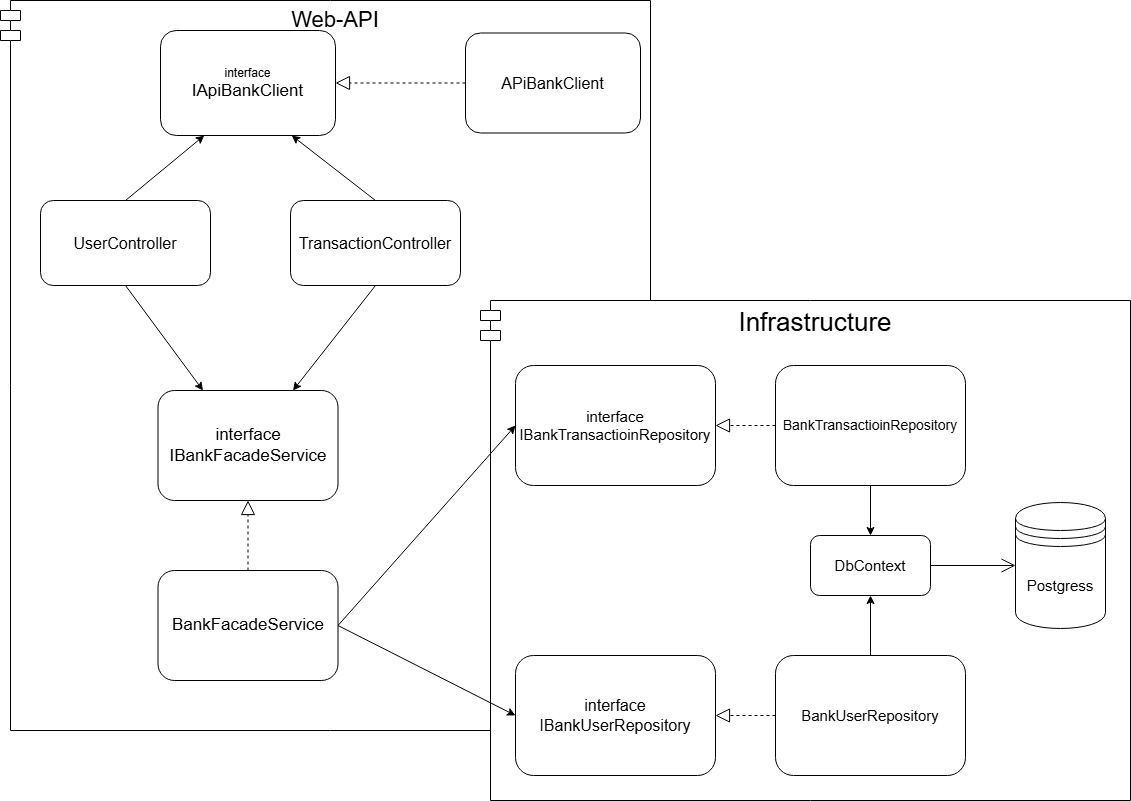 Web-API
interface
IApiBankClient
APiBankClient
UserController
TransactionController
Infrastructure
interface
IBankTransactioinRepository
BankTransactioinRepository
interface
IBankFacadeService
DbContext
Postgress
BankFacadeService
interface
IBankUserRepository
BankUserRepository